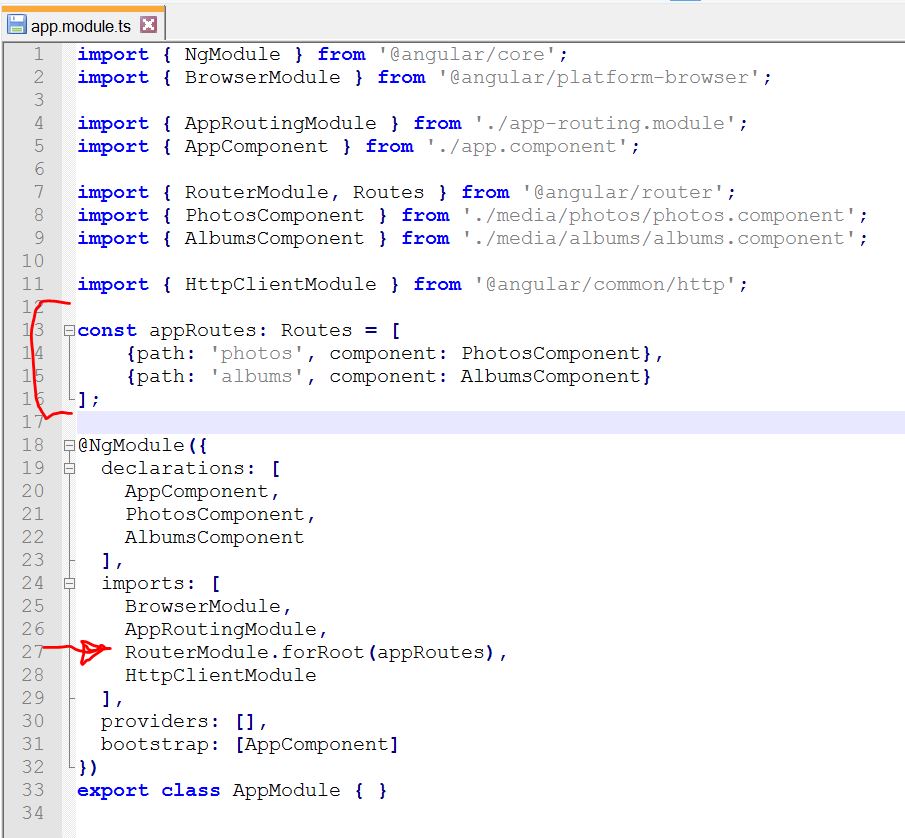 app.module.ts
1 import { NgModule } from '@angular/core';
2 import { BrowserModule } from '@angular/platform-browser';
3
4 import { AppRoutingModule } from './app-routing.module';
5 import { AppComponent } from './app.component';
6
7 import { RouterModule, Routes } from '@angular/router';
8 import { PhotosComponent } from './media/photos/photos.component';
9 import { AlbumsComponent } from './media/albums/albums.component';
10
11 import { HttpClientModule } from '@angular/common/http';
12
13 const appRoutes: Routes = [
14     {path: 'photos', component: PhotosComponent},
15     {path: 'albums', component: AlbumsComponent}
16 ];
17
18 @NgModule({
19   declarations: [
20     AppComponent,
21     PhotosComponent,
22     AlbumsComponent
23   ],
24   imports: [
25     BrowserModule,
26     AppRoutingModule,
27     RouterModule.forRoot(appRoutes),
28     HttpClientModule
29   ],
30   providers: [],
31   bootstrap: [AppComponent]
32 })
33 export class AppModule { }
34